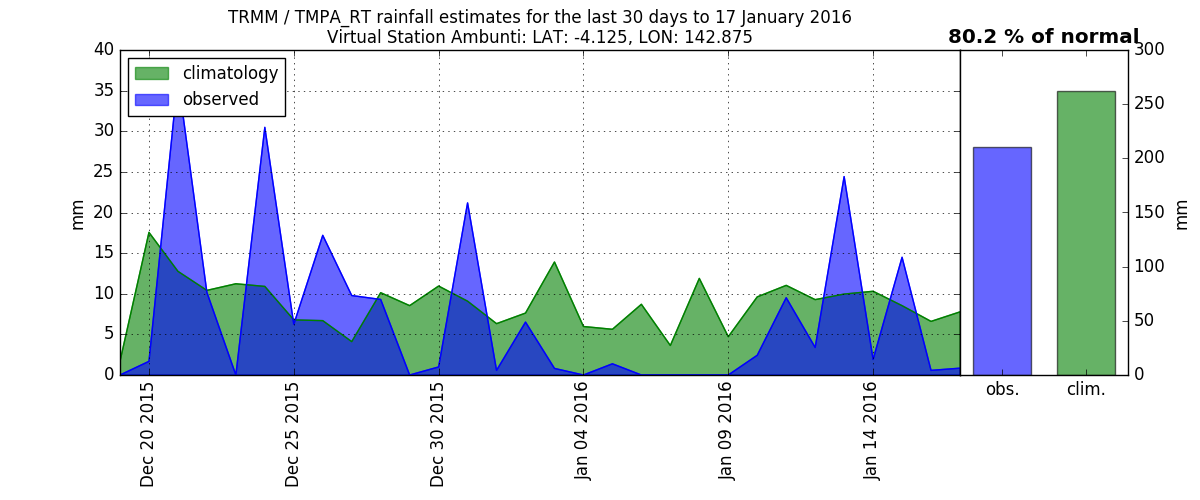 TRMM / TMPA_RT rainfall estimates for the last 30 days to 17 January 2016
Virtual Station Ambunti: LAT: -4.125, LON: 142.875
80.2 % of normal
climatology
observed
40
35
30
25
20
15
10
5
0
mm
Dec 20 2015
Dec 25 2015
Dec 30 2015
Jan 04 2016
Jan 09 2016
Jan 14 2016
300
250
200
150
100
50
0
mm
obs.
clim.